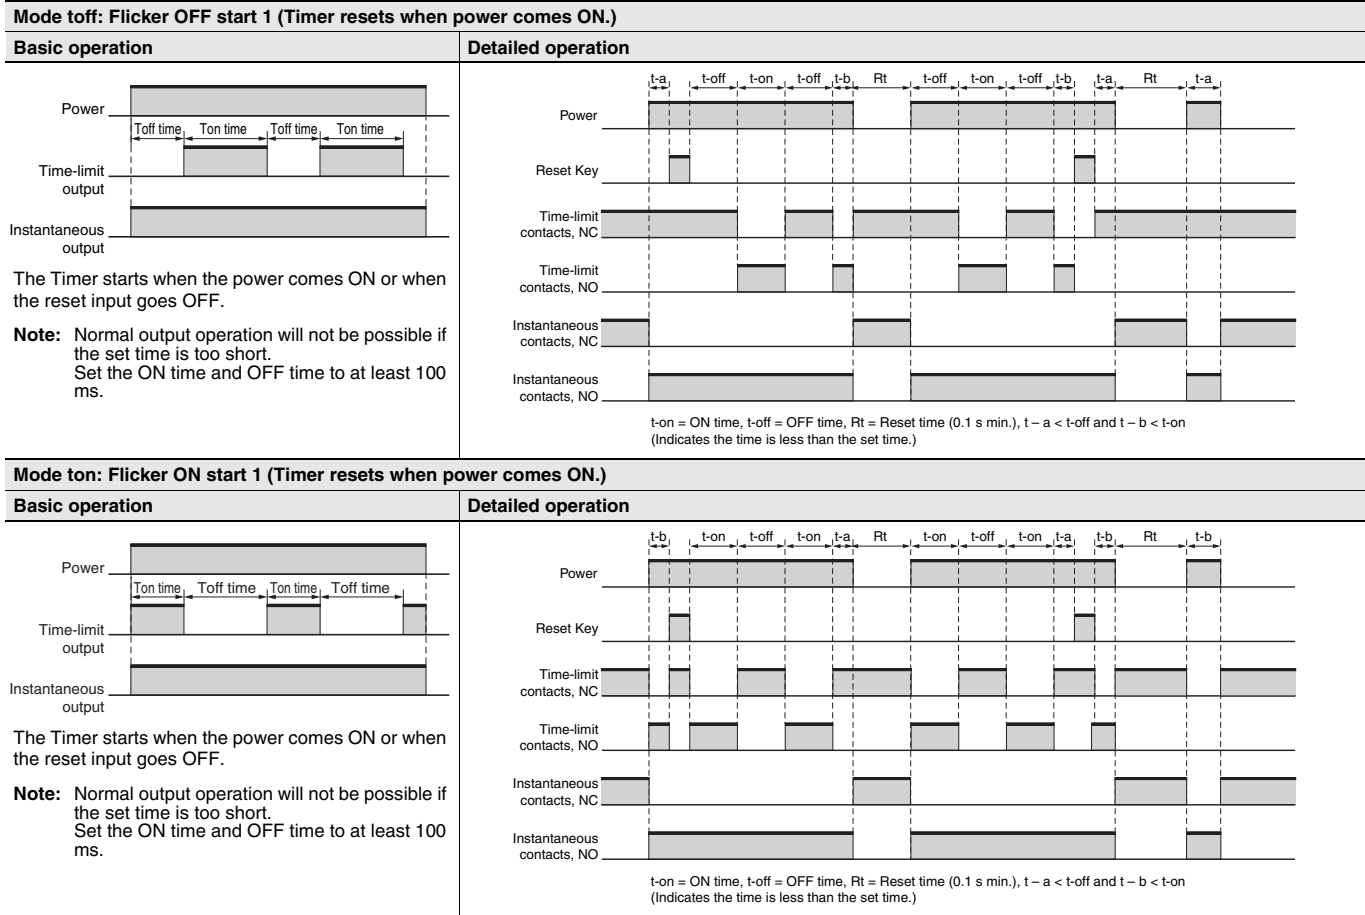 Mode toff: Flicker OFF start 1 (Timer resets when power comes ON.)
Basic operation
Detailed operation
Power
Toff time Ton time Toff time Ton time
Time-limit
output
Instantaneous
output
The Timer starts when the power comes ON or when
the reset input goes OFF.
Note: Normal output operation will not be possible if
the set time is too short.
Set the ON time and OFF time to at least 100
ms.
t-a t-off t-on t-off t-b Rt t-off t-on t-off t-b t-a Rt t-a
Power
Reset Key
Time-limit
contacts, NC
Time-limit
contacts, NO
Instantaneous
contacts, NC
Instantaneous
contacts, NO
t-on = ON time, t-off = OFF time, Rt = Reset time (0.1 s min.), t – a < t-off and t – b < t-on
(Indicates the time is less than the set time.)
Mode ton: Flicker ON start 1 (Timer resets when power comes ON.)
Basic operation
Detailed operation
Power
Ton time Toff time Ton time Toff time
Time-limit
output
Instantaneous
output
The Timer starts when the power comes ON or when
the reset input goes OFF.
Note: Normal output operation will not be possible if
the set time is too short.
Set the ON time and OFF time to at least 100
ms.
t-b t-on t-off t-on t-a Rt t-on t-off t-on t-a t-b Rt t-b
Power
Reset Key
Time-limit
contacts, NC
Time-limit
contacts, NO
Instantaneous
contacts, NC
Instantaneous
contacts, NO
t-on = ON time, t-off = OFF time, Rt = Reset time (0.1 s min.), t – a < t-off and t – b < t-on
(Indicates the time is less than the set time.)